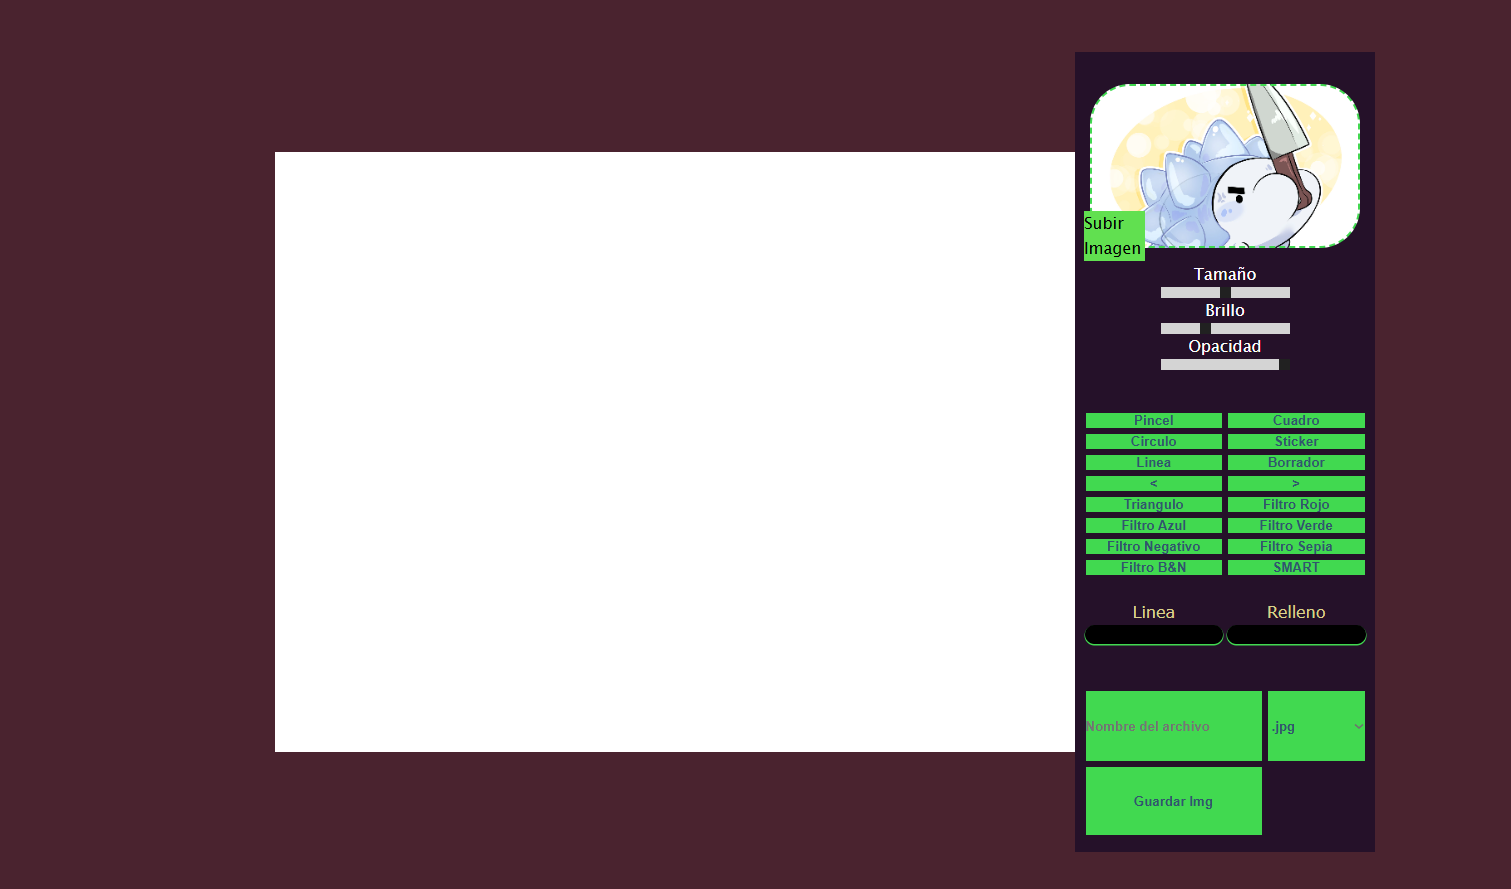 Subir
Imagen
Tamaño
Brillo
Opacidad
Pincel
Cuadro
Circulo
Sticker
Linea
Borrador
<
>
Triangulo
Filtro Rojo
Filtro Azul
Filtro Verde
Filtro Negativo
Filtro Sepia
Filtro B&N
SMART
Linea
Relleno
Nombre del archivo
.jpg
Guardar Img